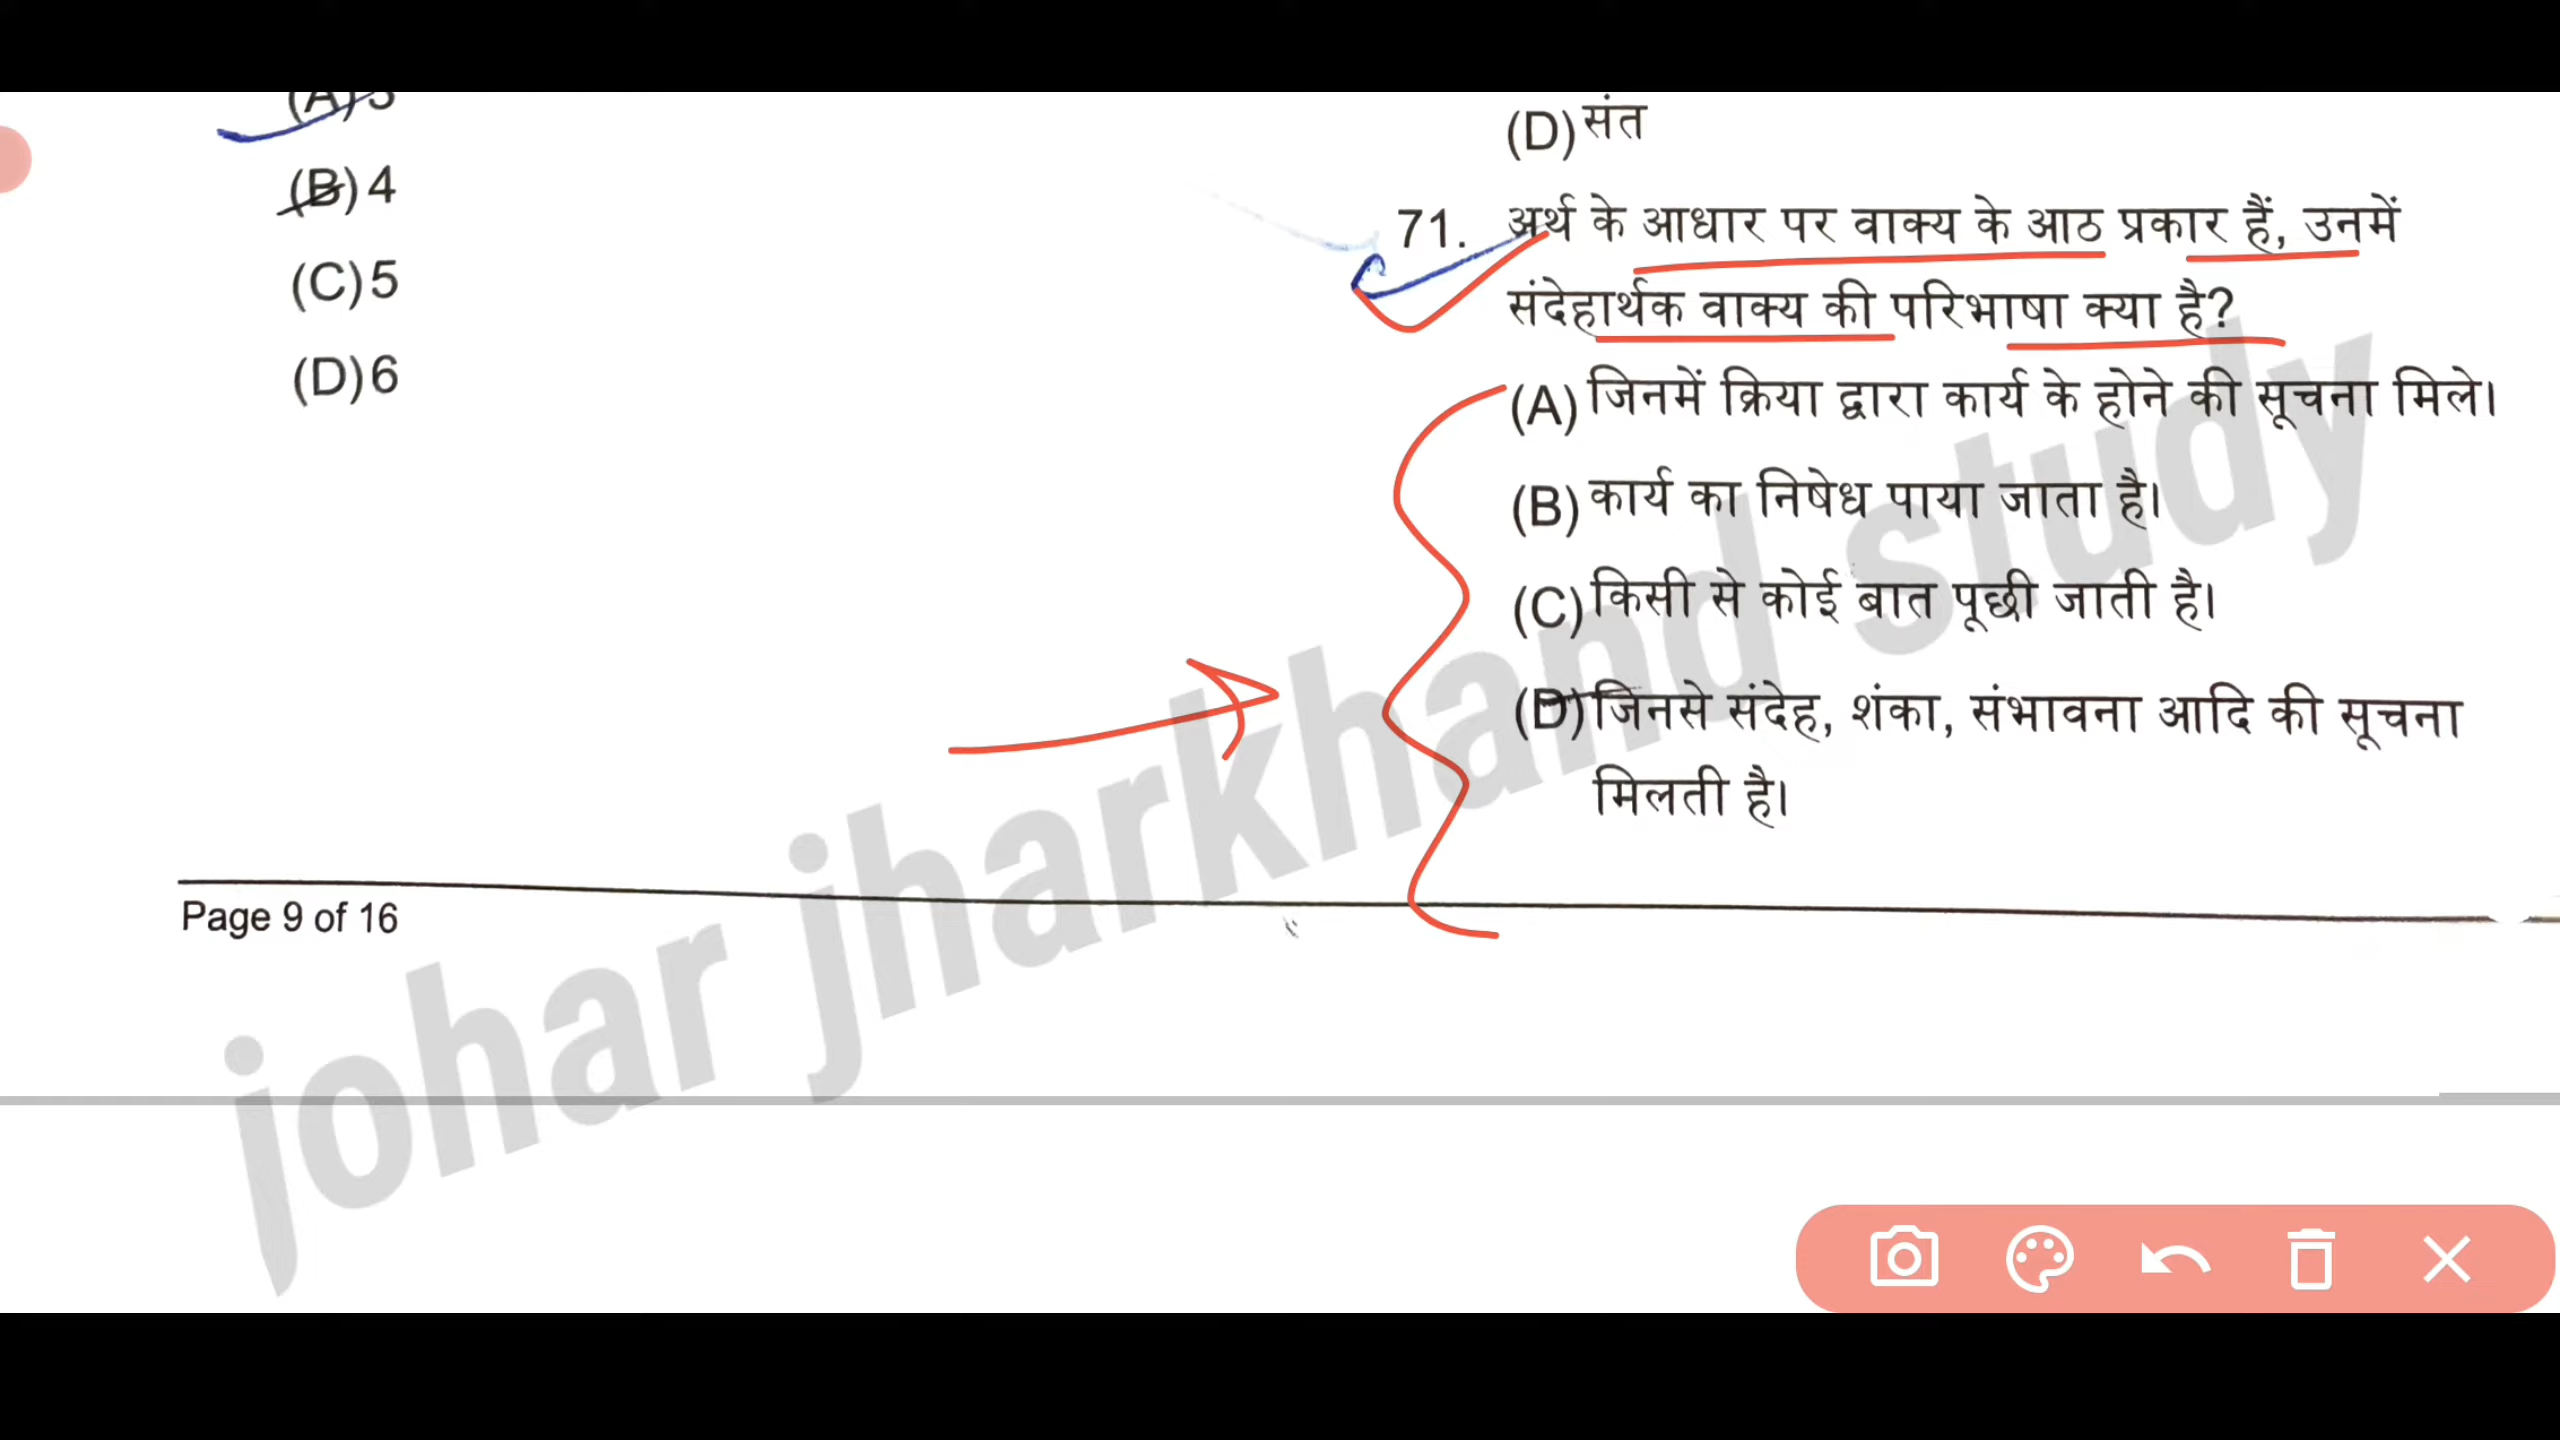 (A) 3
(B) 4
(C) 5
(D) 6
(D) संत
71. अर्थ के आधार पर वाक्य के आठ प्रकार हैं, उनमें
संदेहार्थक वाक्य की परिभाषा क्या है?
(A) जिनमें क्रिया द्वारा कार्य के होने की सूचना मिले।
(B) कार्य का निषेध पाया जाता है।
(C) किसी से कोई बात पूछी जाती है।
(D) जिनसे संदेह, शंका, संभावना आदि की सूचना
मिलती है।
Page 9 of 16
johar jharkhand study